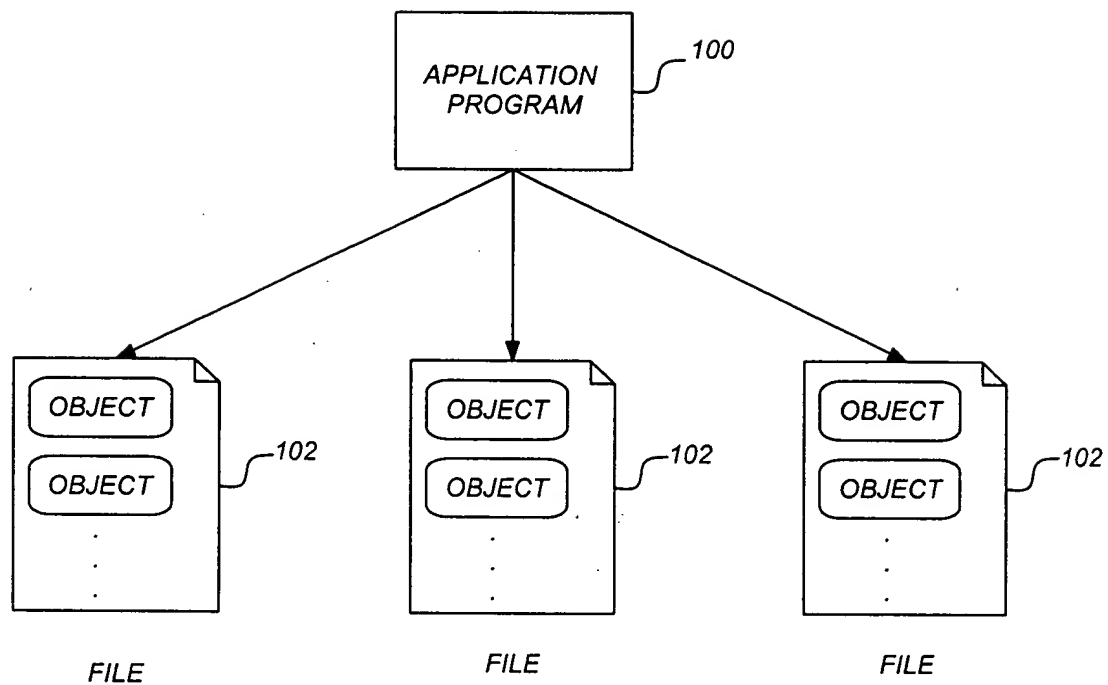 APPLICATION
PROGRAM
100
OBJECT
OBJECT
102
FILE
OBJECT
OBJECT
102
FILE
OBJECT
OBJECT
102
FILE